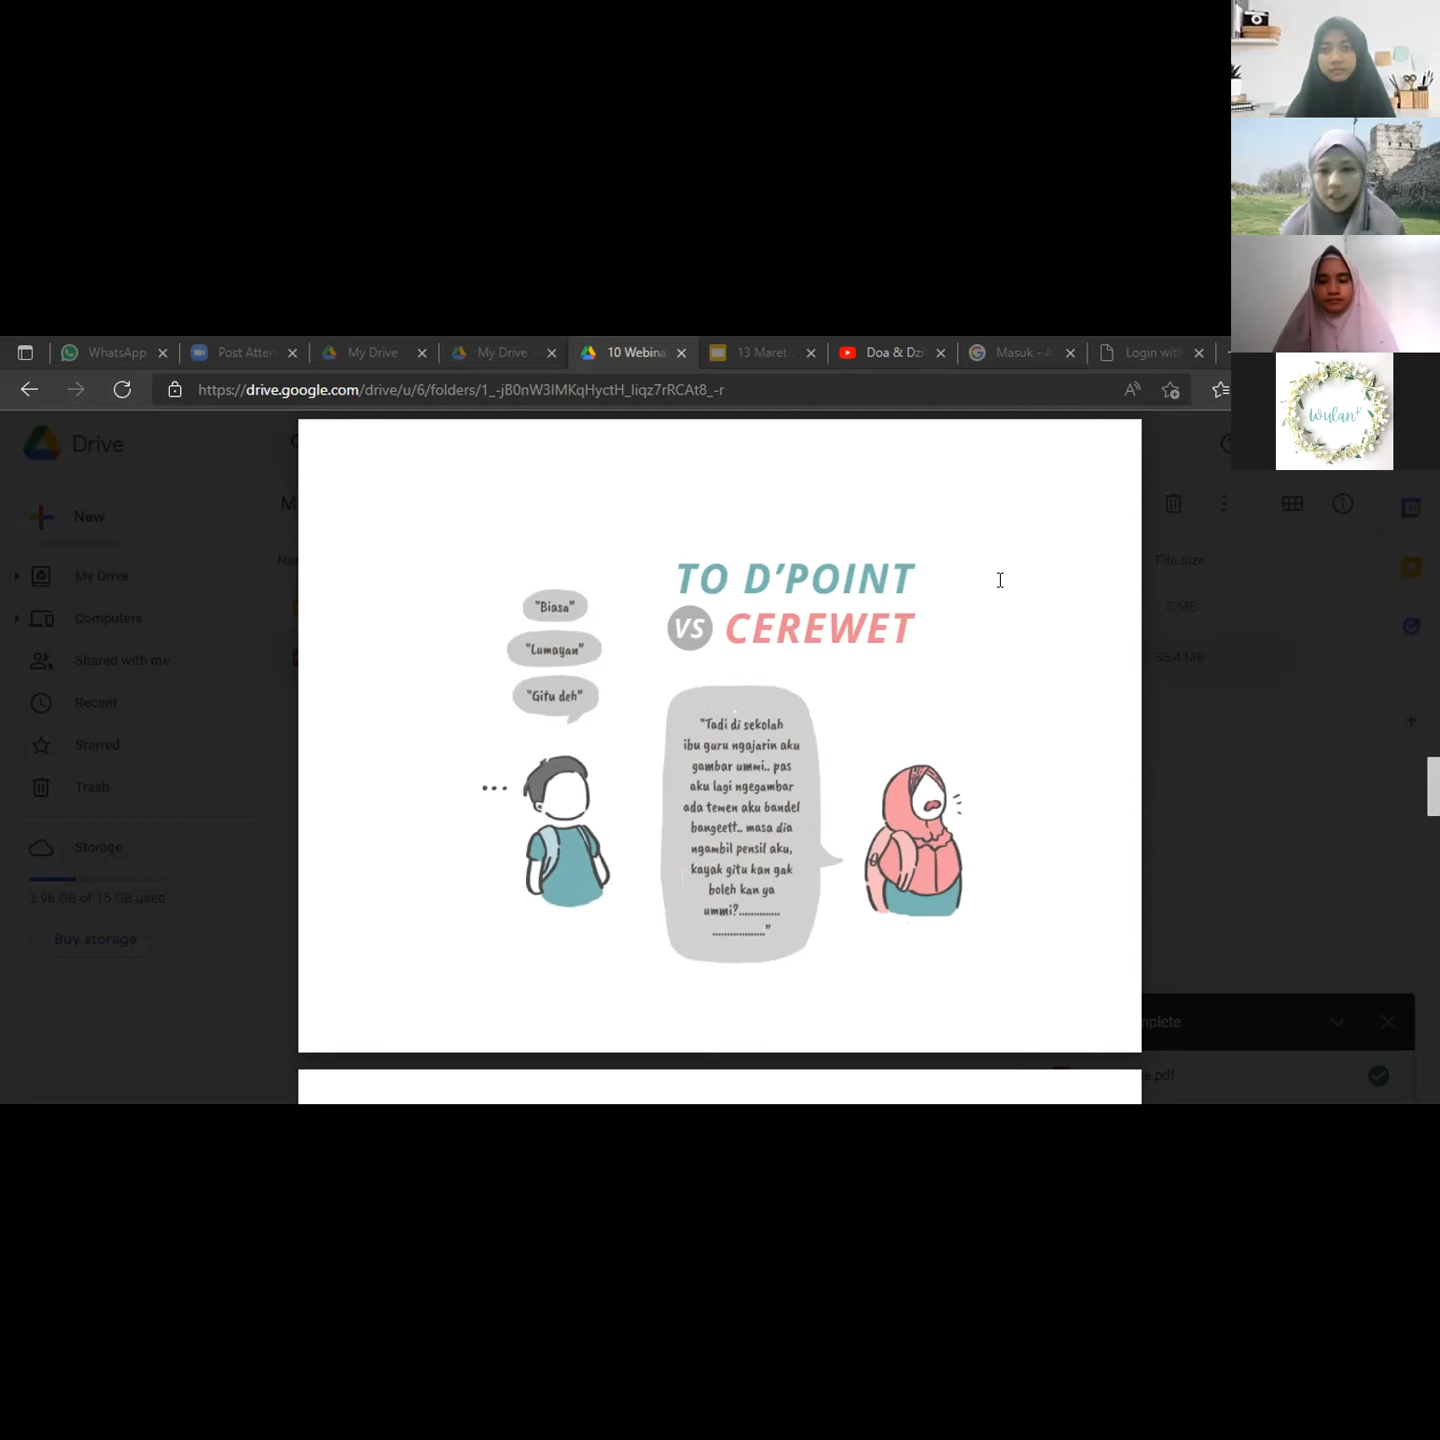 WhatsApp
Post Atten
My Drive
My Drive
10 Webina
13 Maret
Doa & Dzi
Masuk - A
Login with
https://drive.google.com/drive/u/6/folders/1_-jB0nW3lMKqHyctH_liqz7rRCAt8_-r
wulan
Drive
New
My Drive
Computers
Shared with me
Recent
Starred
Trash
Storage
3.98 GB of 15 GB used
Buy storage
File size
35.4 MB
TO D'POINT
VS CEREWET
"Biasa"
"Lumayan"
"Gitu deh"
...
"Tadi di sekolah
ibu guru ngajarin aku
gambar ummi.. pas
aku lagi ngegambar
ada temen aku bandel
bangeett.. masa dia
ngambil pensil aku,
kayak gitu kan gak
boleh kan ya
ummi?..............
.................."
mplete
e.pdf